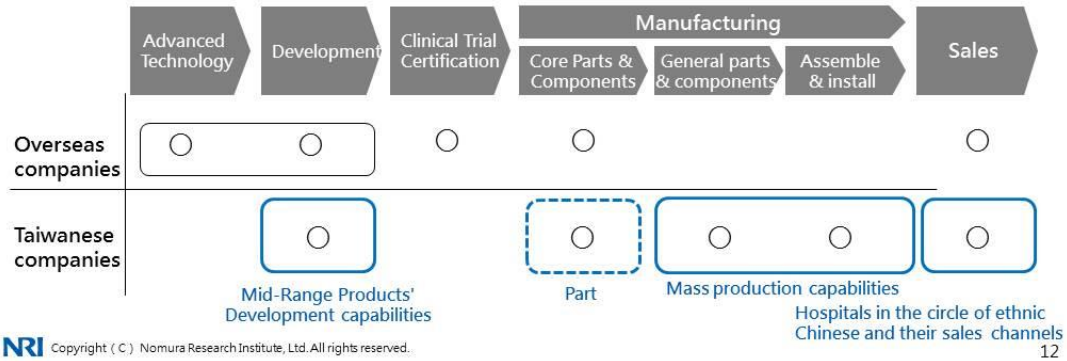 Advanced
Technology
Development
Clinical Trial
Certification
Manufacturing
Core Parts &
Components
General parts
& components
Assemble
& install
Sales
Overseas
companies
Taiwanese
companies
Mid-Range Products'
Development capabilities
Part
Mass production capabilities
Hospitals in the circle of ethnic
Chinese and their sales channels
NRI Copyright ( C ) Nomura Research Institute, Ltd. All rights reserved.
12